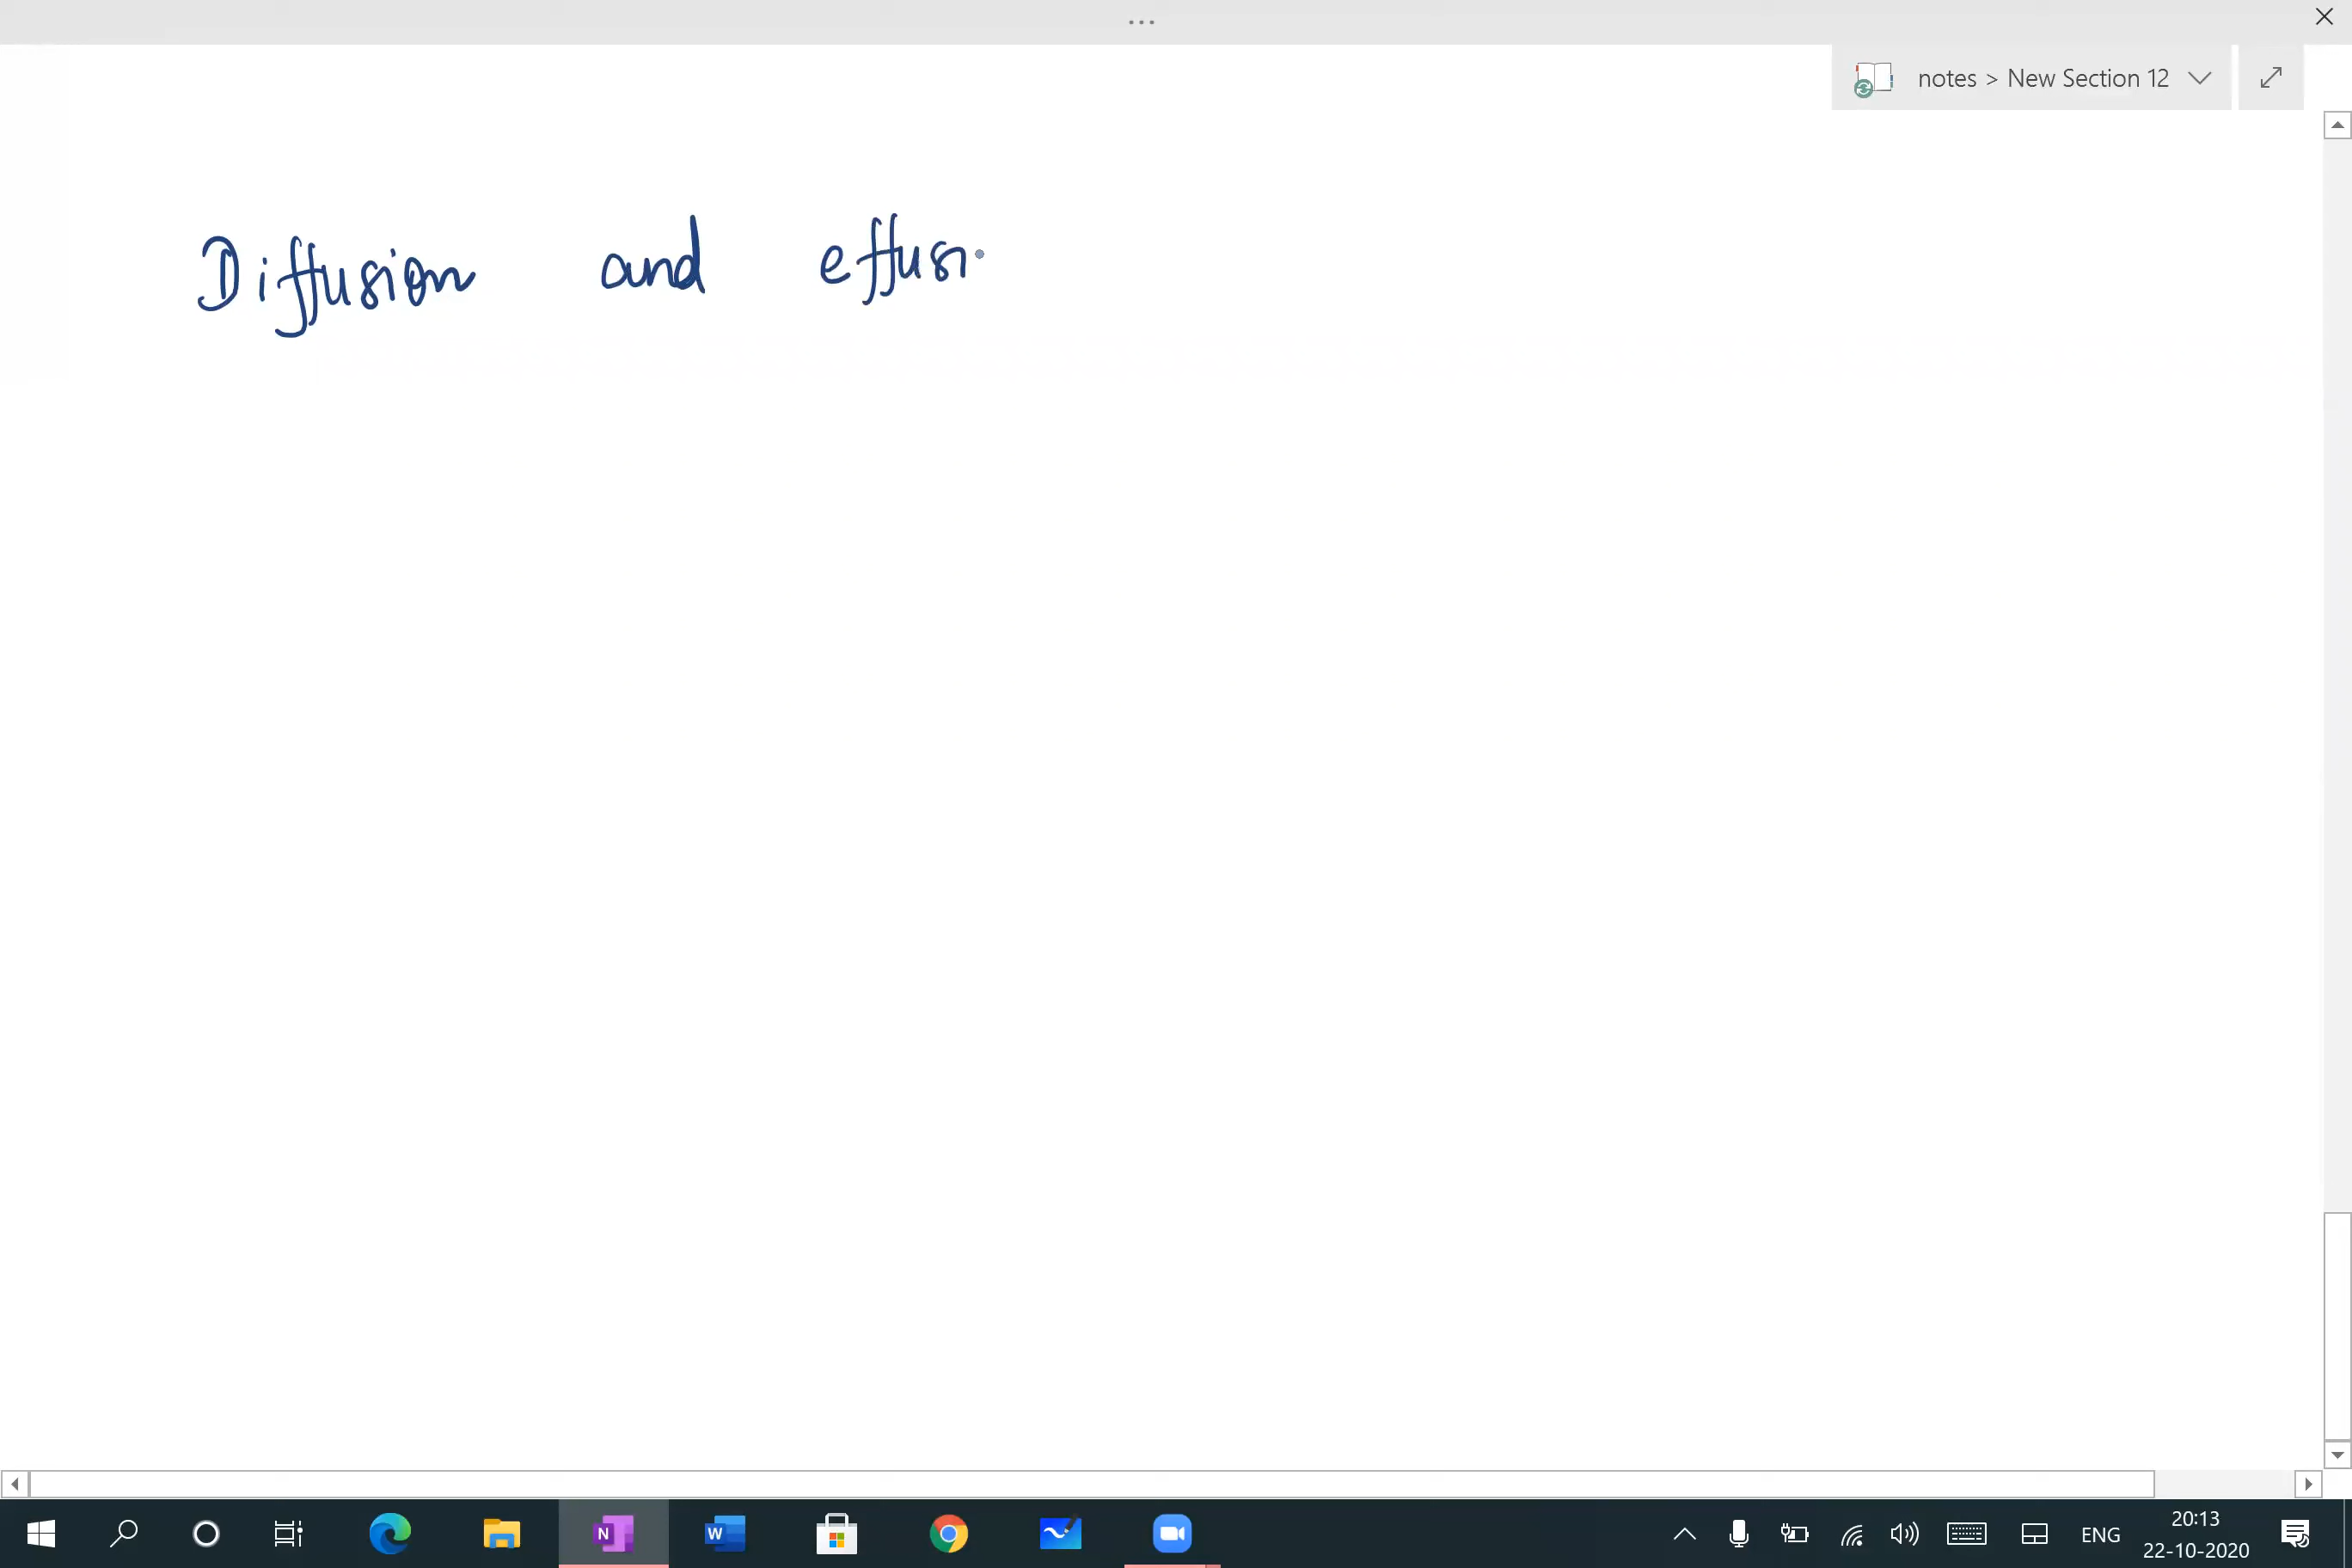 notes > New Section 12
Diffusion and effusi
ENG
20:13
22-10-2020